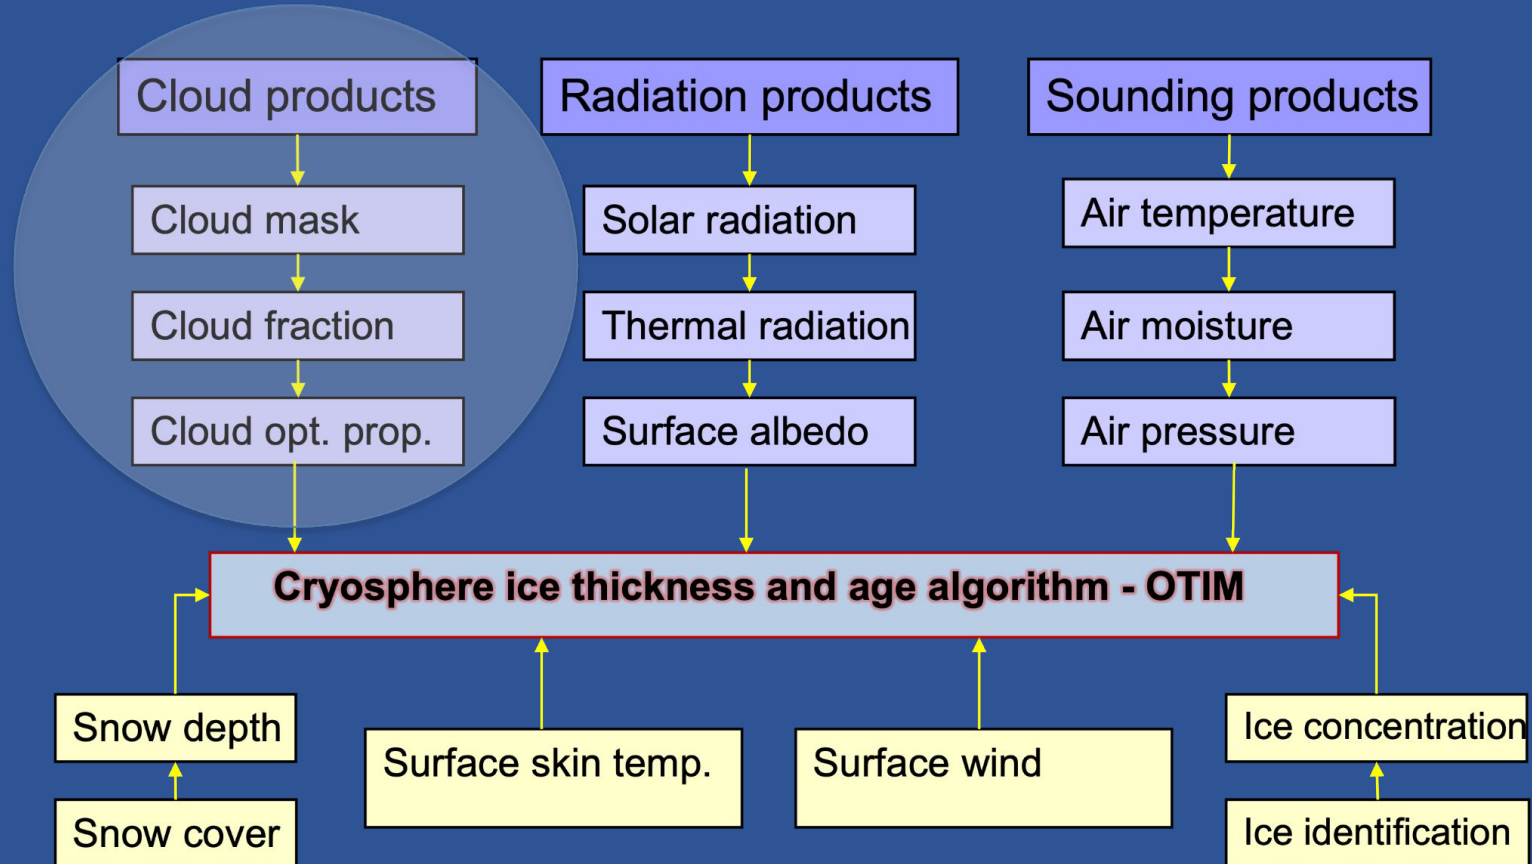 Cloud products
Radiation products
Sounding products
Cloud mask
Solar radiation
Air temperature
Cloud fraction
Thermal radiation
Air moisture
Cloud opt. prop.
Surface albedo
Air pressure
Cryosphere ice thickness and age algorithm - OTIM
Snow depth
Surface skin temp.
Surface wind
Ice concentration
Snow cover
Ice identification